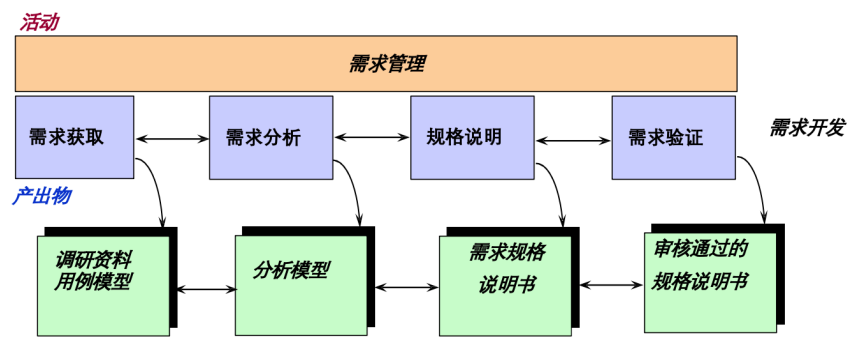 活动
需求管理
需求获取
需求分析
规格说明
需求验证
需求开发
产出物
调研资料
用例模型
分析模型
需求规格
说明书
审核通过的
规格说明书